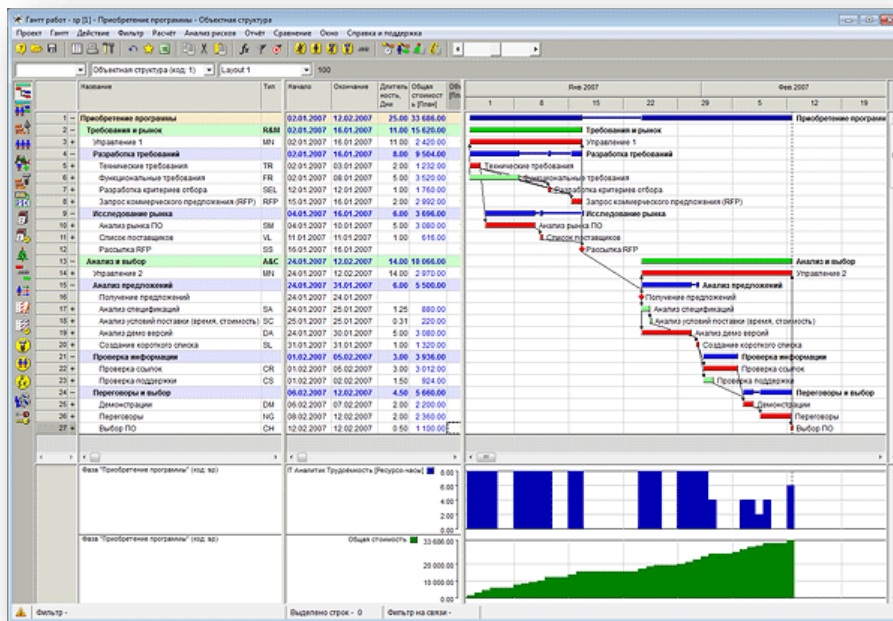 Гантт работ - sp [1] - Приобретение программы - Объектная структура
Проект Гантт Действие Фильтр Расчёт Анализ рисков Отчёт Сравнение Окно Справка и поддержка
Объектная структура (код: 1) Layout 1 100
Название Тип Начало Окончание Длительность, Дни Общая стоимость [План] Янв 2007 Фев 2007
1 8 15 22 29 5 12 19
1 Приобретение программы 02.01.2007 12.02.2007 25.00 33 686.00 Приобретение програм
2 Требования и рынок R&M 02.01.2007 16.01.2007 11.00 15 620.00 Требования и рынок
3 Управление 1 MN 02.01.2007 16.01.2007 11.00 2 420.00 Управление 1
4 Разработка требований 02.01.2007 16.01.2007 8.00 9 504.00 Разработка требований
5 Технические требования TR 02.01.2007 03.01.2007 2.00 1 232.00 Технические требования
6 Функциональные требования FR 02.01.2007 08.01.2007 5.00 3 520.00 Функциональные требования
7 Разработка критериев отбора SEL 12.01.2007 12.01.2007 1.00 1 760.00 Разработка критериев отбора
8 Запрос коммерческого предложения (RFP) RFP 15.01.2007 16.01.2007 2.00 2 992.00 Запрос коммерческого предложения (RFP)
9 Исследование рынка 04.01.2007 16.01.2007 6.00 3 696.00 Исследование рынка
10 Анализ рынка ПО SM 04.01.2007 10.01.2007 5.00 3 080.00 Анализ рынка ПО
11 Список поставщиков VL 11.01.2007 11.01.2007 1.00 616.00 Список поставщиков
12 Рассылка RFP SS 16.01.2007 16.01.2007 Рассылка RFP
13 Анализ и выбор A&C 24.01.2007 12.02.2007 14.00 18 066.00 Анализ и выбор
14 Управление 2 MN 24.01.2007 12.02.2007 14.00 2 970.00 Управление 2
15 Анализ предложений 24.01.2007 31.01.2007 6.00 5 500.00 Анализ предложений
16 Получение предложений 24.01.2007 24.01.2007 Получение предложений
17 Анализ спецификаций SA 24.01.2007 25.01.2007 1.25 880.00 Анализ спецификаций
18 Анализ условий поставки (время, стоимость) SC 25.01.2007 25.01.2007 0.31 220.00 Анализ условий поставки (время, стоимость)
19 Анализ демо версий DA 24.01.2007 30.01.2007 5.00 3 080.00 Анализ демо версий
20 Создание короткого списка SL 31.01.2007 31.01.2007 1.00 1 320.00 Создание короткого списка
21 Проверка информации 01.02.2007 05.02.2007 3.00 3 936.00 Проверка информации
22 Проверка ссылок CR 01.02.2007 05.02.2007 3.00 3 012.00 Проверка ссылок
23 Проверка поддержки CS 01.02.2007 02.02.2007 1.50 924.00 Проверка поддержки
24 Переговоры и выбор 06.02.2007 12.02.2007 4.50 5 660.00 Переговоры и выбор
25 Демонстрации DM 06.02.2007 07.02.2007 2.00 2 200.00 Демонстрации
26 Переговоры NG 08.02.2007 12.02.2007 2.00 2 360.00 Переговоры
27 Выбор ПО CH 12.02.2007 12.02.2007 0.50 1 100.00 Выбор ПО
Фаза "Приобретение программы" (код: sp) IT Аналитик Трудоёмкость [Ресурсо-часы] 8.00
6.00
4.00
2.00
0.00
Фаза "Приобретение программы" (код: sp) Общая стоимость 33 686.00
20 000.00
10 000.00
0.00
Фильтр - Выделено строк - 0 Фильтр на связи -